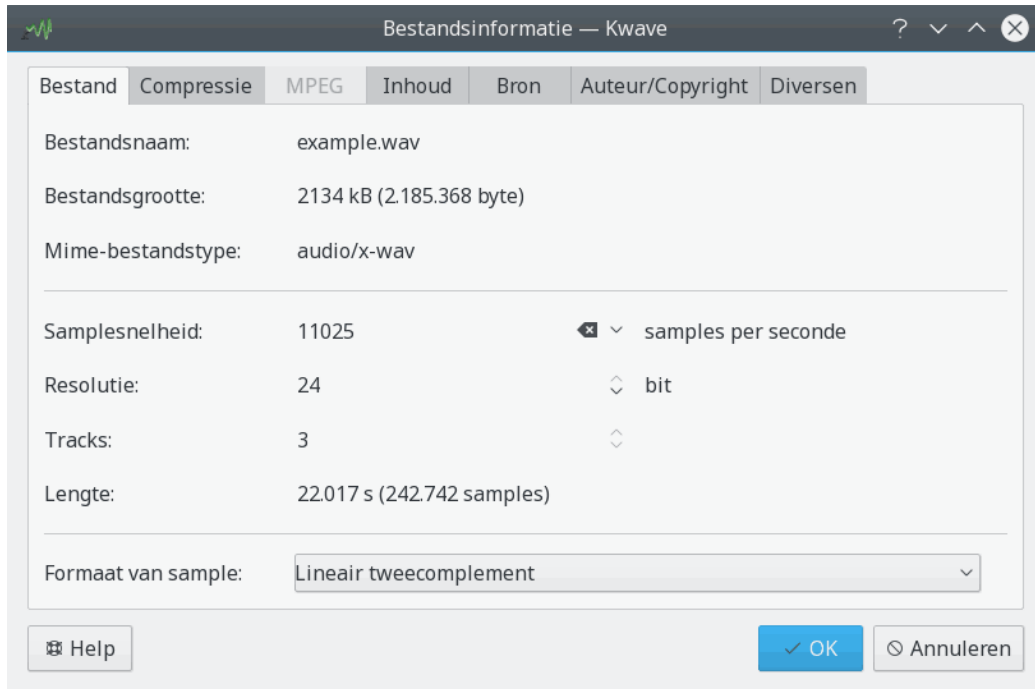 Bestandsinformatie — Kwave
Bestand Compressie MPEG Inhoud Bron Auteur/Copyright Diversen
Bestandsnaam: example.wav
Bestandsgrootte: 2134 kB (2.185.368 byte)
Mime-bestandstype: audio/x-wav
Samplesnelheid: 11025 samples per seconde
Resolutie: 24 bit
Tracks: 3
Lengte: 22.017 s (242.742 samples)
Formaat van sample: Lineair tweecomplement
Help OK Annuleren